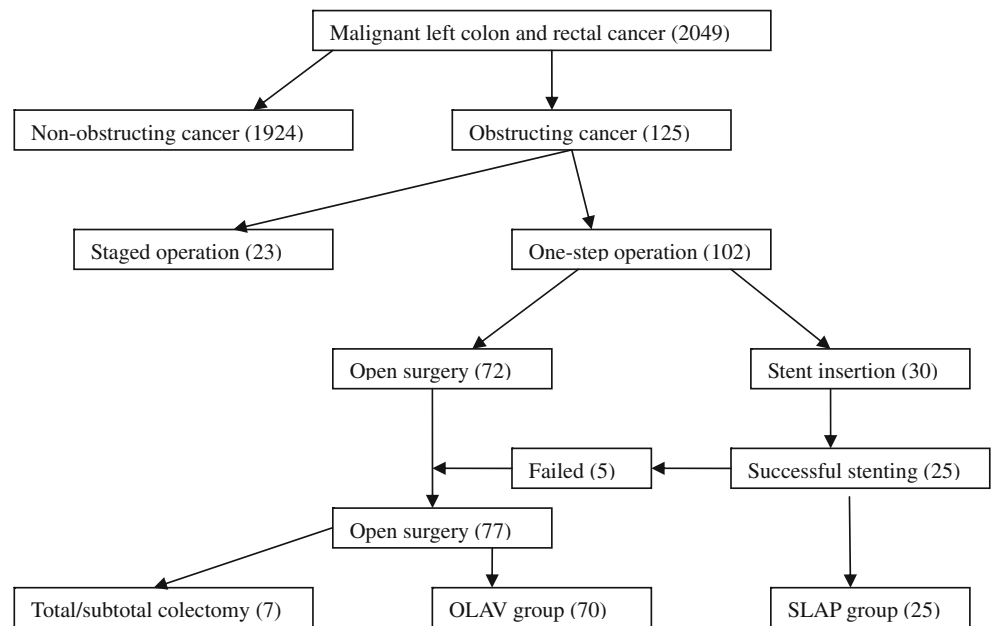 Malignant left colon and rectal cancer (2049)
Non-obstructing cancer (1924)
Obstructing cancer (125)
Staged operation (23)
One-step operation (102)
Open surgery (72)
Stent insertion (30)
Failed (5)
Successful stenting (25)
Open surgery (77)
Total/subtotal colectomy (7)
OLAV group (70)
SLAP group (25)